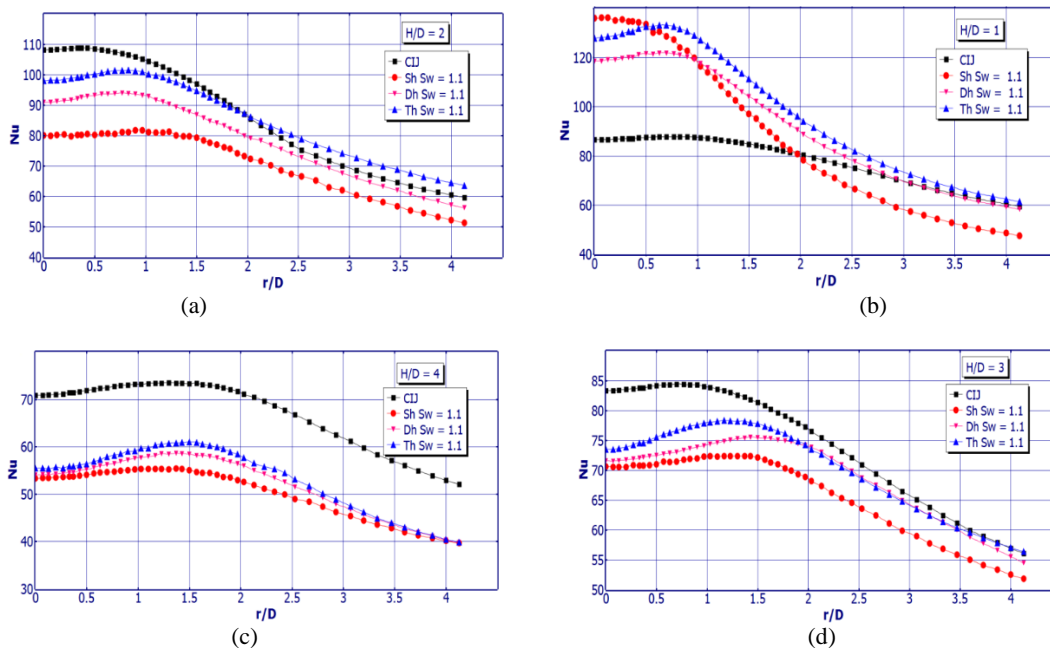 H/D = 2
CIJ
Sh Sw = 1.1
Dh Sw = 1.1
Th Sw = 1.1
Nu
110
100
90
80
70
60
50
40
0 0.5 1 1.5 2 2.5 3 3.5 4
r/D
(a)
H/D = 1
CIJ
Sh Sw = 1.1
Dh Sw = 1.1
Th Sw = 1.1
Nu
120
100
80
60
40
0 0.5 1 1.5 2 2.5 3 3.5 4
r/D
(b)
H/D = 4
CIJ
Sh Sw = 1.1
Dh Sw = 1.1
Th Sw = 1.1
Nu
70
60
50
40
30
0 0.5 1 1.5 2 2.5 3 3.5 4
r/D
(c)
H/D = 3
CIJ
Sh Sw = 1.1
Dh Sw = 1.1
Th Sw = 1.1
Nu
85
80
75
70
65
60
55
50
0 0.5 1 1.5 2 2.5 3 3.5 4
r/D
(d)